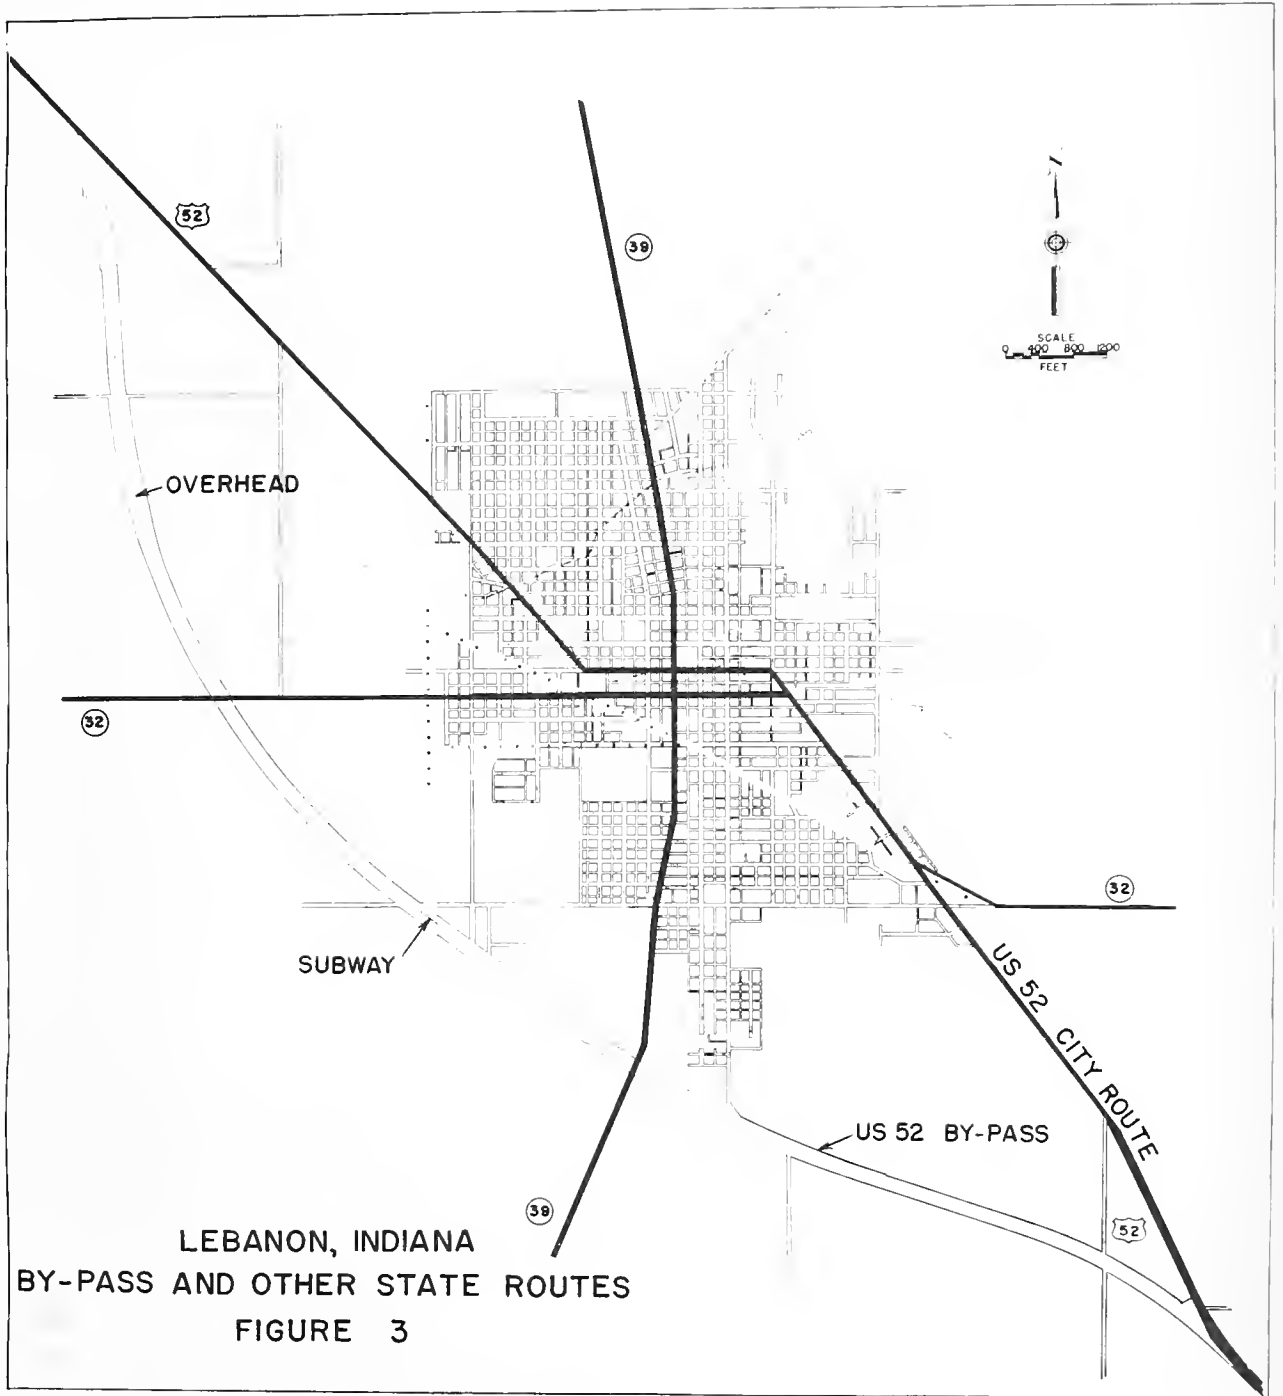 52
39
N
SCALE
0 400 800 1200
FEET
OVERHEAD
32
32
SUBWAY
US 52 CITY ROUTE
US 52 BY-PASS
39
52
LEBANON, INDIANA
BY-PASS AND OTHER STATE ROUTES
FIGURE 3